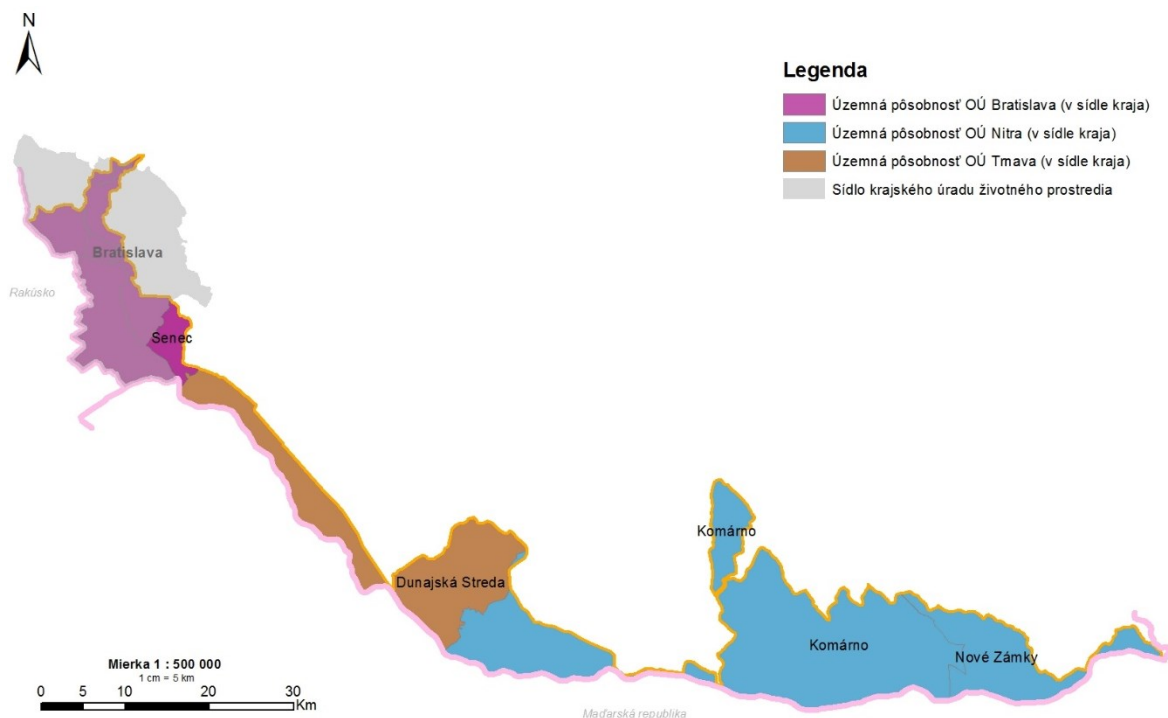 N
Legenda
Územná pôsobnosť OÚ Bratislava (v sídle kraja)
Územná pôsobnosť OÚ Nitra (v sídle kraja)
Územná pôsobnosť OÚ Trnava (v sídle kraja)
Sídlo krajského úradu životného prostredia
Bratislava
Rakúsko
Senec
Komárno
Dunajská Streda
Komárno
Nové Zámky
Mierka 1 : 500 000
1 cm = 5 km
0 5 10 20 30
Km
Maďarská republika